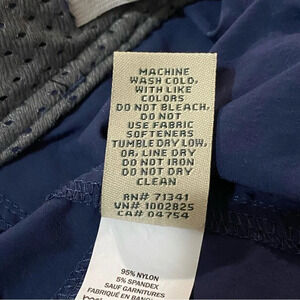 MACHINE
WASH COLD,
WITH LIKE
COLORS
DO NOT BLEACH,
DO NOT
USE FABRIC
SOFTENERS
TUMBLE DRY LOW,
OR, LINE DRY
DO NOT IRON
DO NOT DRY
CLEAN
RN# 71341
VN# 1002825
CA# 04754
95% NYLON
5% SPANDEX
SAUF GARNITURES
FABRIQUÉ EN